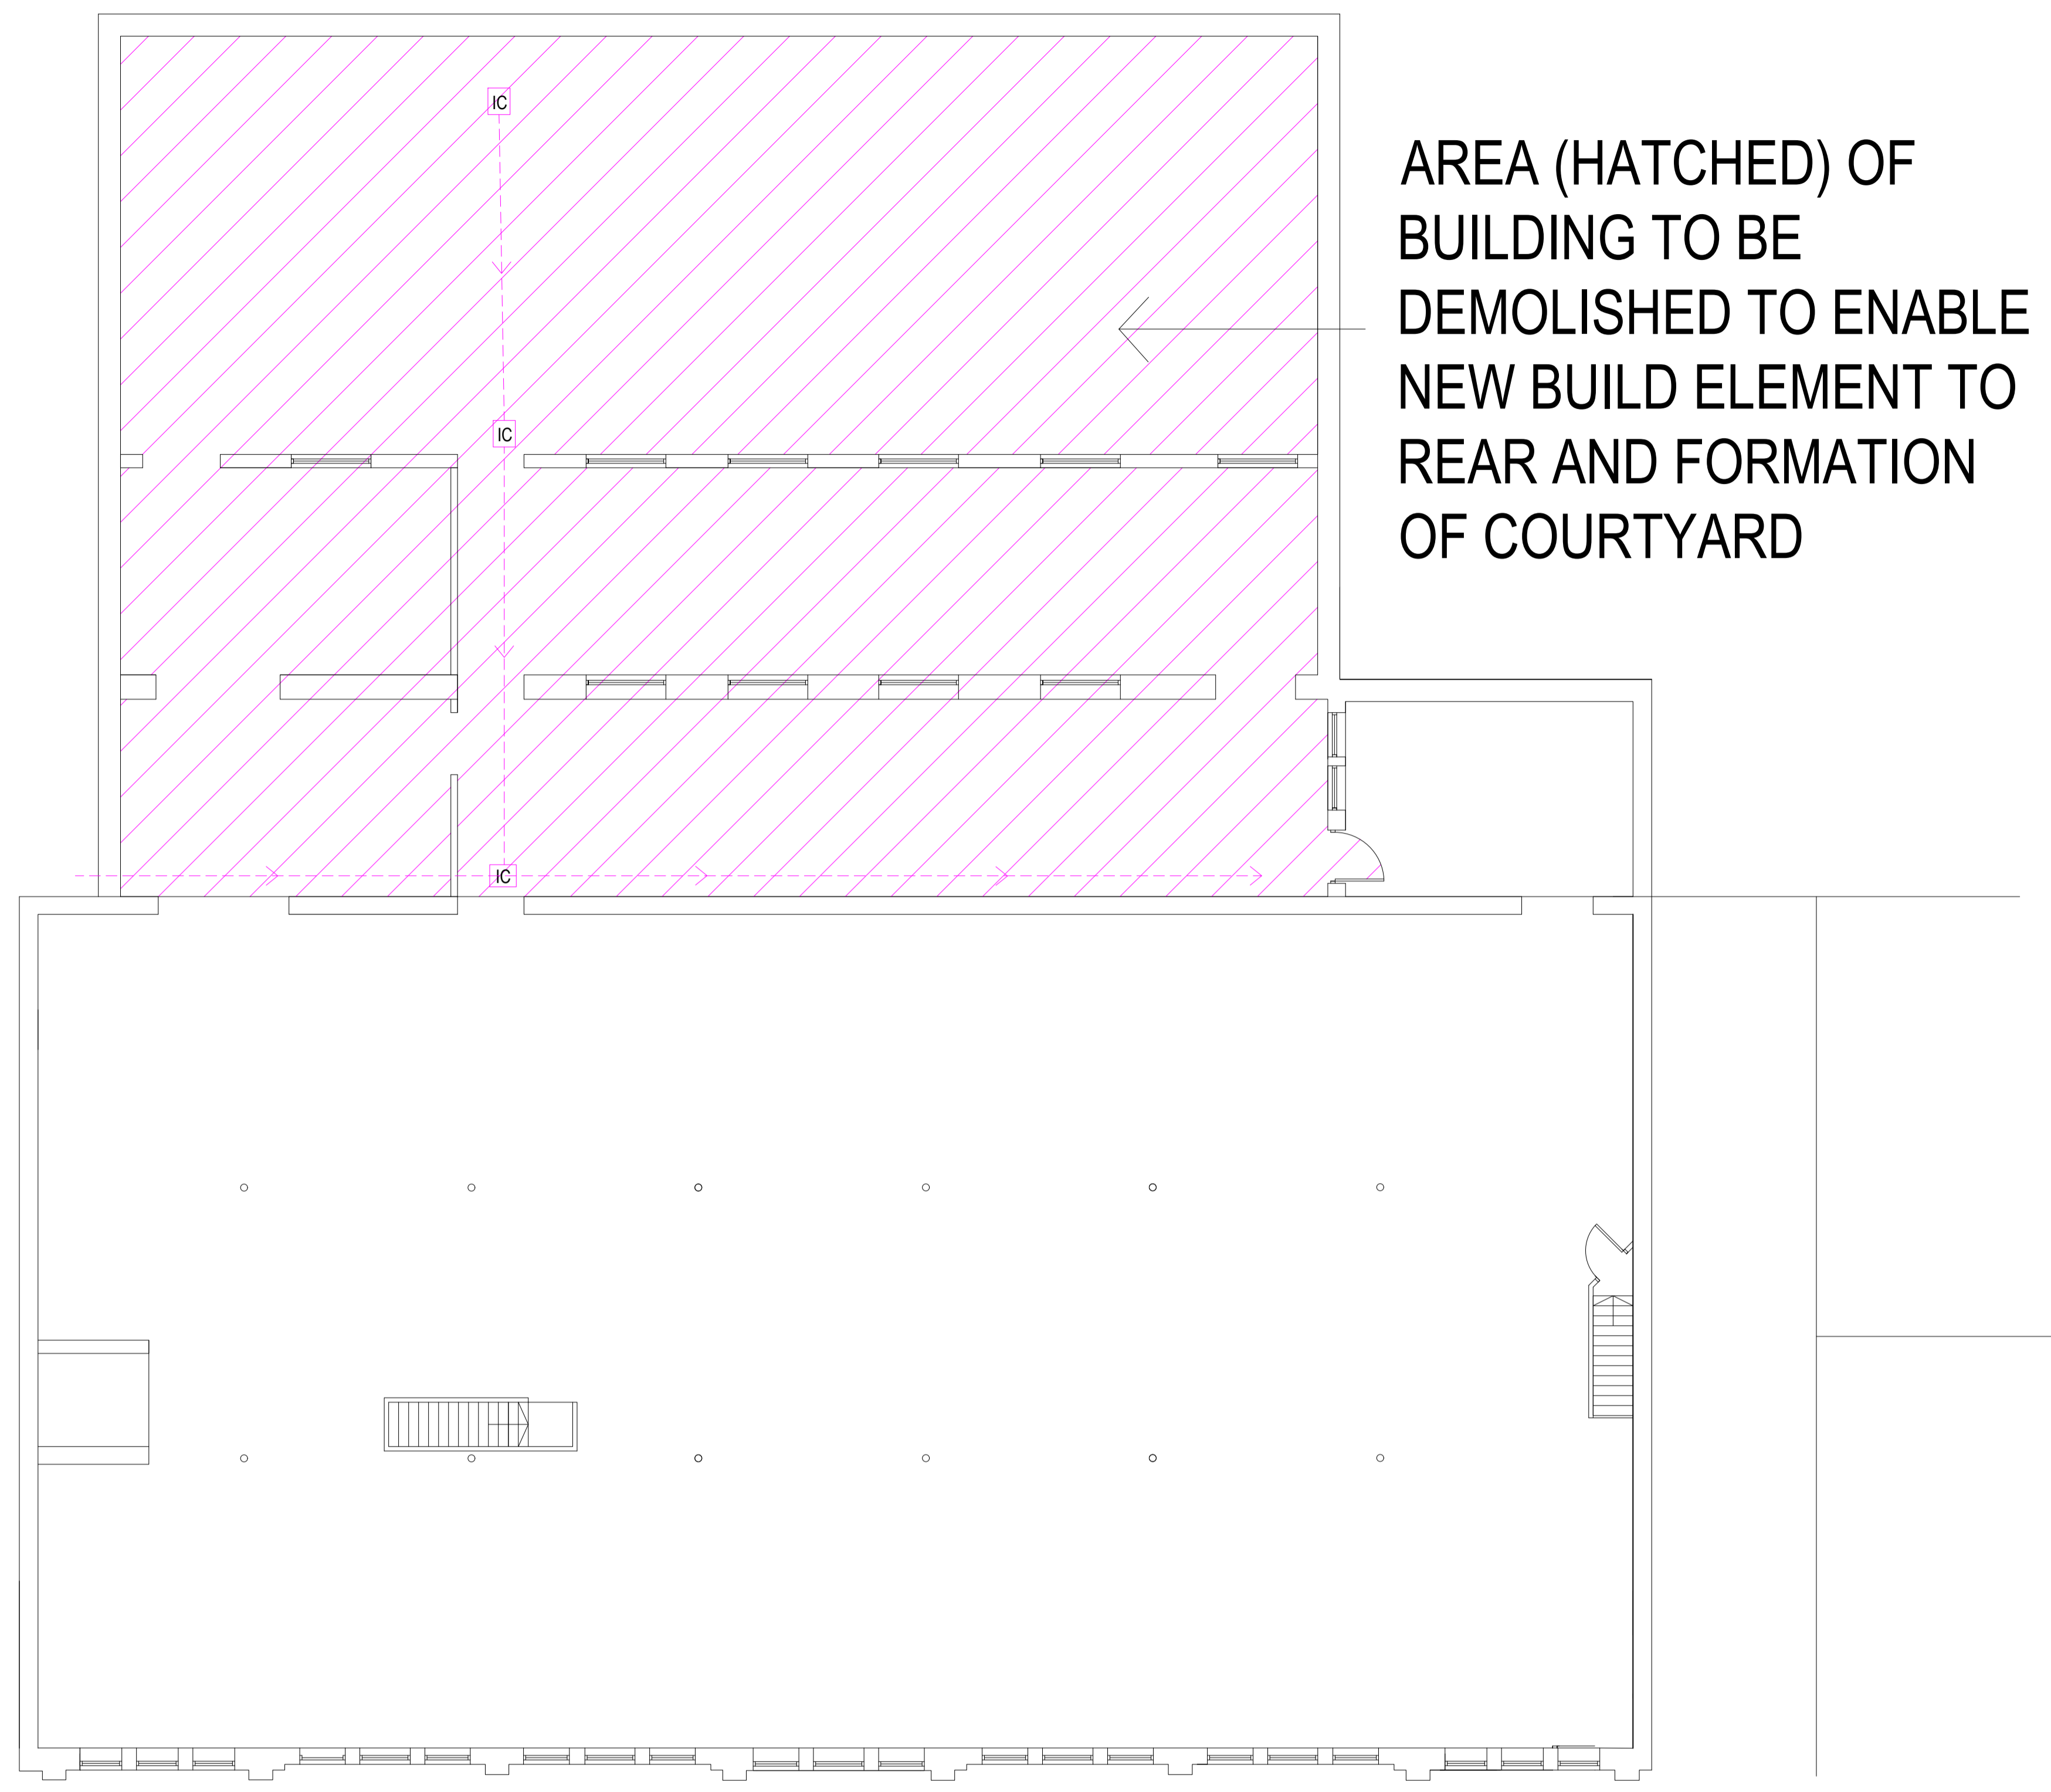 IC
AREA (HATCHED) OF
BUILDING TO BE
DEMOLISHED TO ENABLE
NEW BUILD ELEMENT TO
REAR AND FORMATION
OF COURTYARD
IC
IC